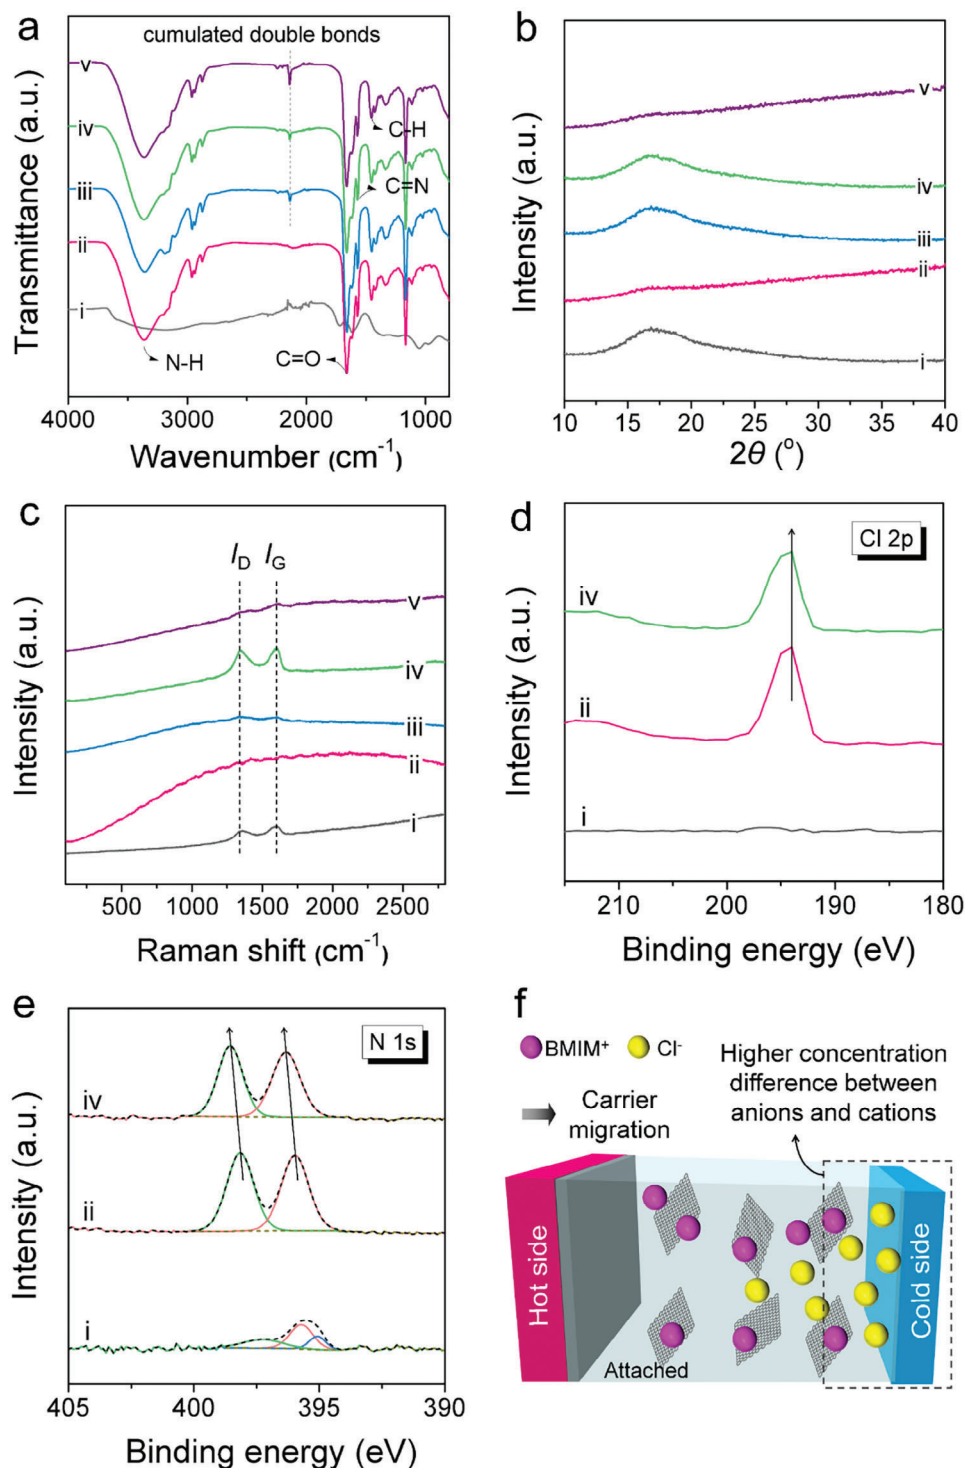 a
cumulated double bonds
v
iv
iii
ii
i
C-H
C=N
N-H
C=O
Transmittance (a.u.)
4000 3000 2000 1000
Wavenumber (cm⁻¹)
b
v
iv
iii
ii
i
Intensity (a.u.)
10 15 20 25 30 35 40
2θ (°)
c
I_D I_G
v
iv
iii
ii
i
Intensity (a.u.)
500 1000 1500 2000 2500
Raman shift (cm⁻¹)
d
Cl 2p
iv
ii
i
Intensity (a.u.)
210 200 190 180
Binding energy (eV)
e
N 1s
iv
ii
i
Intensity (a.u.)
405 400 395 390
Binding energy (eV)
f
BMIM⁺ Cl⁻
Carrier
migration
Higher concentration
difference between
anions and cations
Hot side
Attached
Cold side